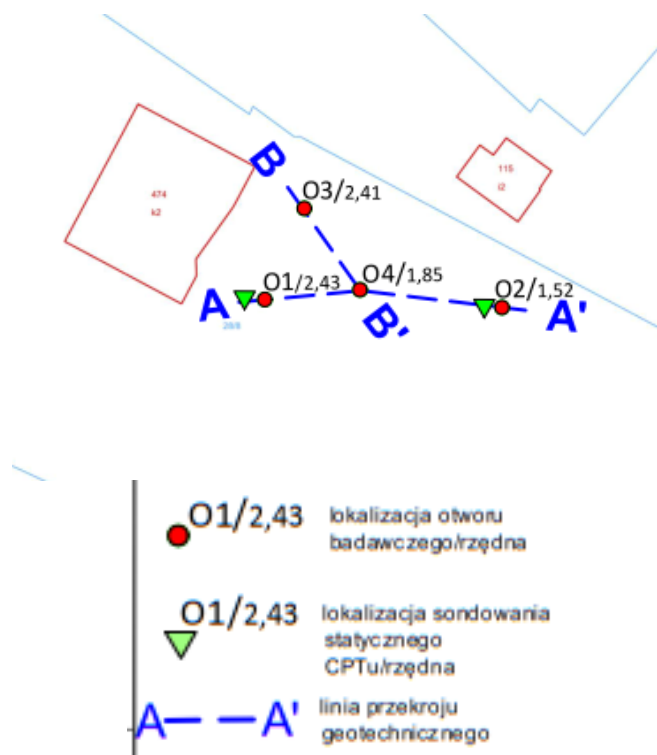 B
O3/2,41
115
i2
474
k2
O1/2,43
O4/1,85
O2/1,52
A
B'
A'
O1/2,43
lokalizacja otworu
badawczego/rzędna
O1/2,43
lokalizacja sondowania
statycznego
CPTu/rzędna
A A'
linia przekroju
geotechnicznego